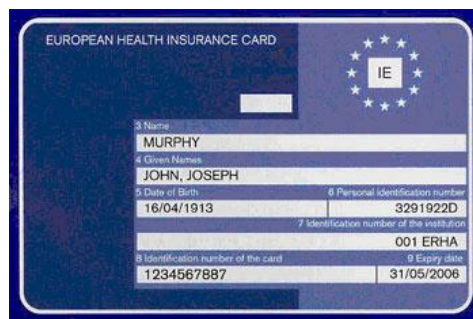 EUROPEAN HEALTH INSURANCE CARD
IE
3 Name
MURPHY
4 Given Names
JOHN, JOSEPH
5 Date of Birth 6 Personal identification number
16/04/1913 3291922D
7 Identification number of the institution
001 ERHA
8 Identification number of the card 9 Expiry date
1234567887 31/05/2006